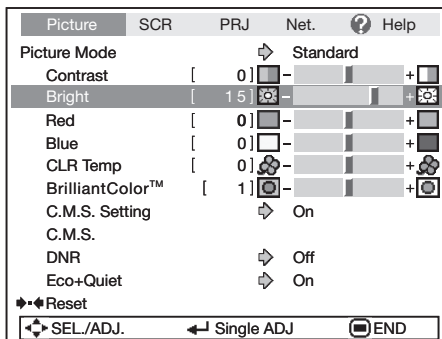 Picture SCR PRJ Net. ? Help
Picture Mode Standard
Contrast [ 0] - +
Bright [ 15] - +
Red [ 0] - +
Blue [ 0] - +
CLR Temp [ 0] - +
BrilliantColor™ [ 1] - +
C.M.S. Setting On
C.M.S.
DNR Off
Eco+Quiet On
Reset
SEL./ADJ. Single ADJ END